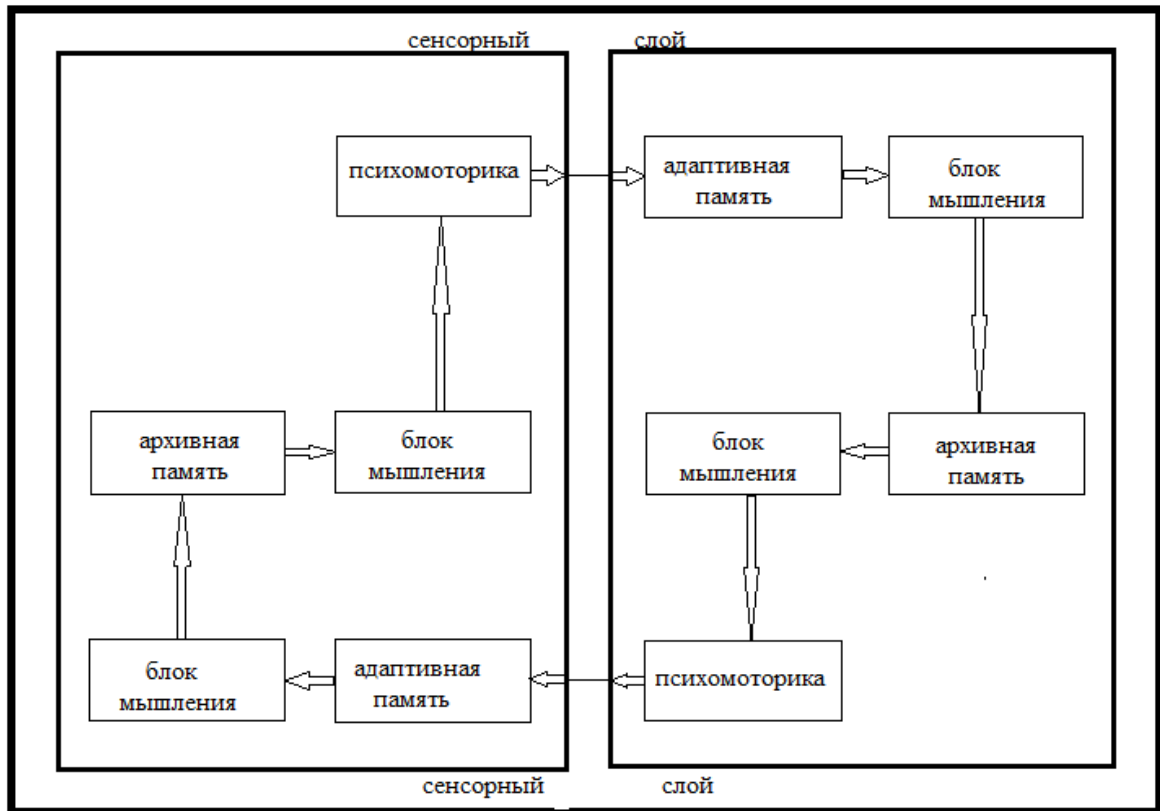 сенсорный слой
психомоторика
адаптивная
память
блок
мышления
архивная
память
блок
мышления
блок
мышления
архивная
память
блок
мышления
адаптивная
память
психомоторика
сенсорный слой